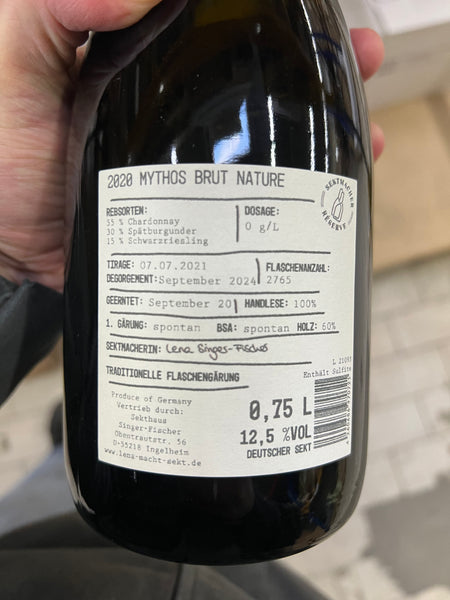 2020 MYTHOS BRUT NATURE
SEKTMACHER RÉSERVE
REBSORTEN:
55 % Chardonnay
30 % Spätburgunder
15 % Schwarzriesling
DOSAGE:
0 g/L
TIRAGE: 07.07.2021
DEGORGEMENT: September 2024
FLASCHENANZAHL:
2765
GEERNTET: September 20
HANDLESE: 100%
1. GÄRUNG: spontan BSA: spontan HOLZ: 60%
SEKTMACHERIN: Lena Singer-Fischer
TRADITIONELLE FLASCHENGÄRUNG
L 21093
Enthält Sulfite
Produce of Germany
Vertrieb durch:
Sekthaus
Singer-Fischer
Obentrautstr. 56
D-55218 Ingelheim
www.lena-macht-sekt.de
0,75 L
12,5 %VOL
DEUTSCHER SEKT